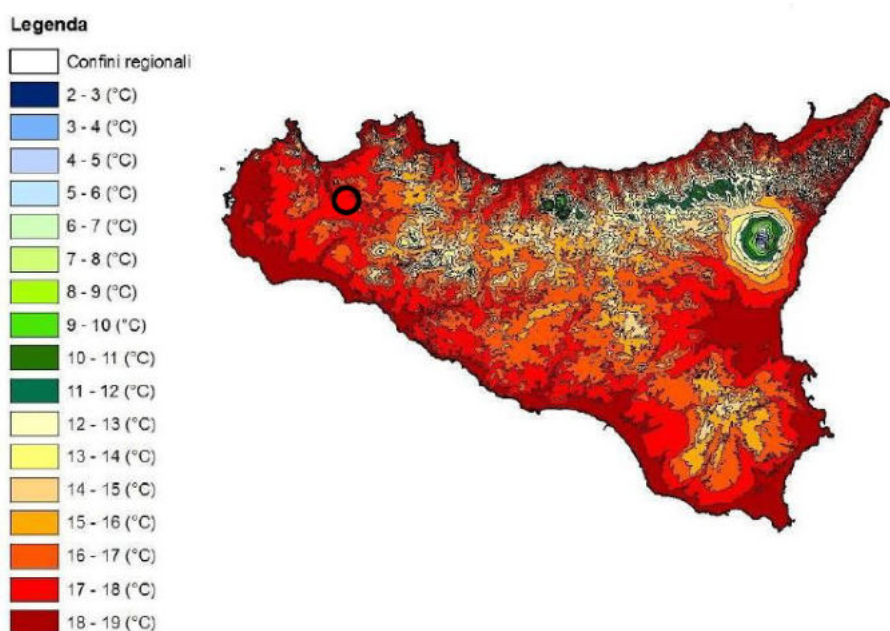 Legenda
Confini regionali
2 - 3 (°C)
3 - 4 (°C)
4 - 5 (°C)
5 - 6 (°C)
6 - 7 (°C)
7 - 8 (°C)
8 - 9 (°C)
9 - 10 (°C)
10 - 11 (°C)
11 - 12 (°C)
12 - 13 (°C)
13 - 14 (°C)
14 - 15 (°C)
15 - 16 (°C)
16 - 17 (°C)
17 - 18 (°C)
18 - 19 (°C)